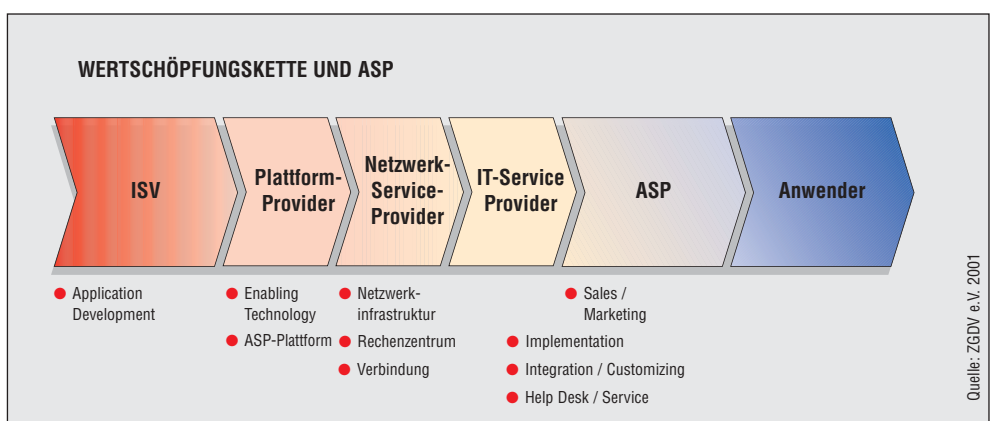 WERTSCHÖPFUNGSKETTE UND ASP
ISV
Plattform-
Provider
Netzwerk-
Service-
Provider
IT-Service
Provider
ASP
Anwender
● Application
Development
● Enabling
Technology
● ASP-Plattform
● Netzwerk-
infrastruktur
● Rechenzentrum
● Verbindung
● Sales /
Marketing
● Implementation
● Integration / Customizing
● Help Desk / Service
Quelle: ZGDV e.V. 2001